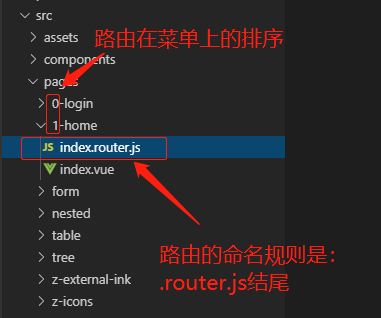 src
assets
路由在菜单上的排序
components
pages
0-login
1-home
JS index.router.js
index.vue
form
nested
table
路由的命名规则是：
tree
.router.js结尾
z-external-ink
z-icons